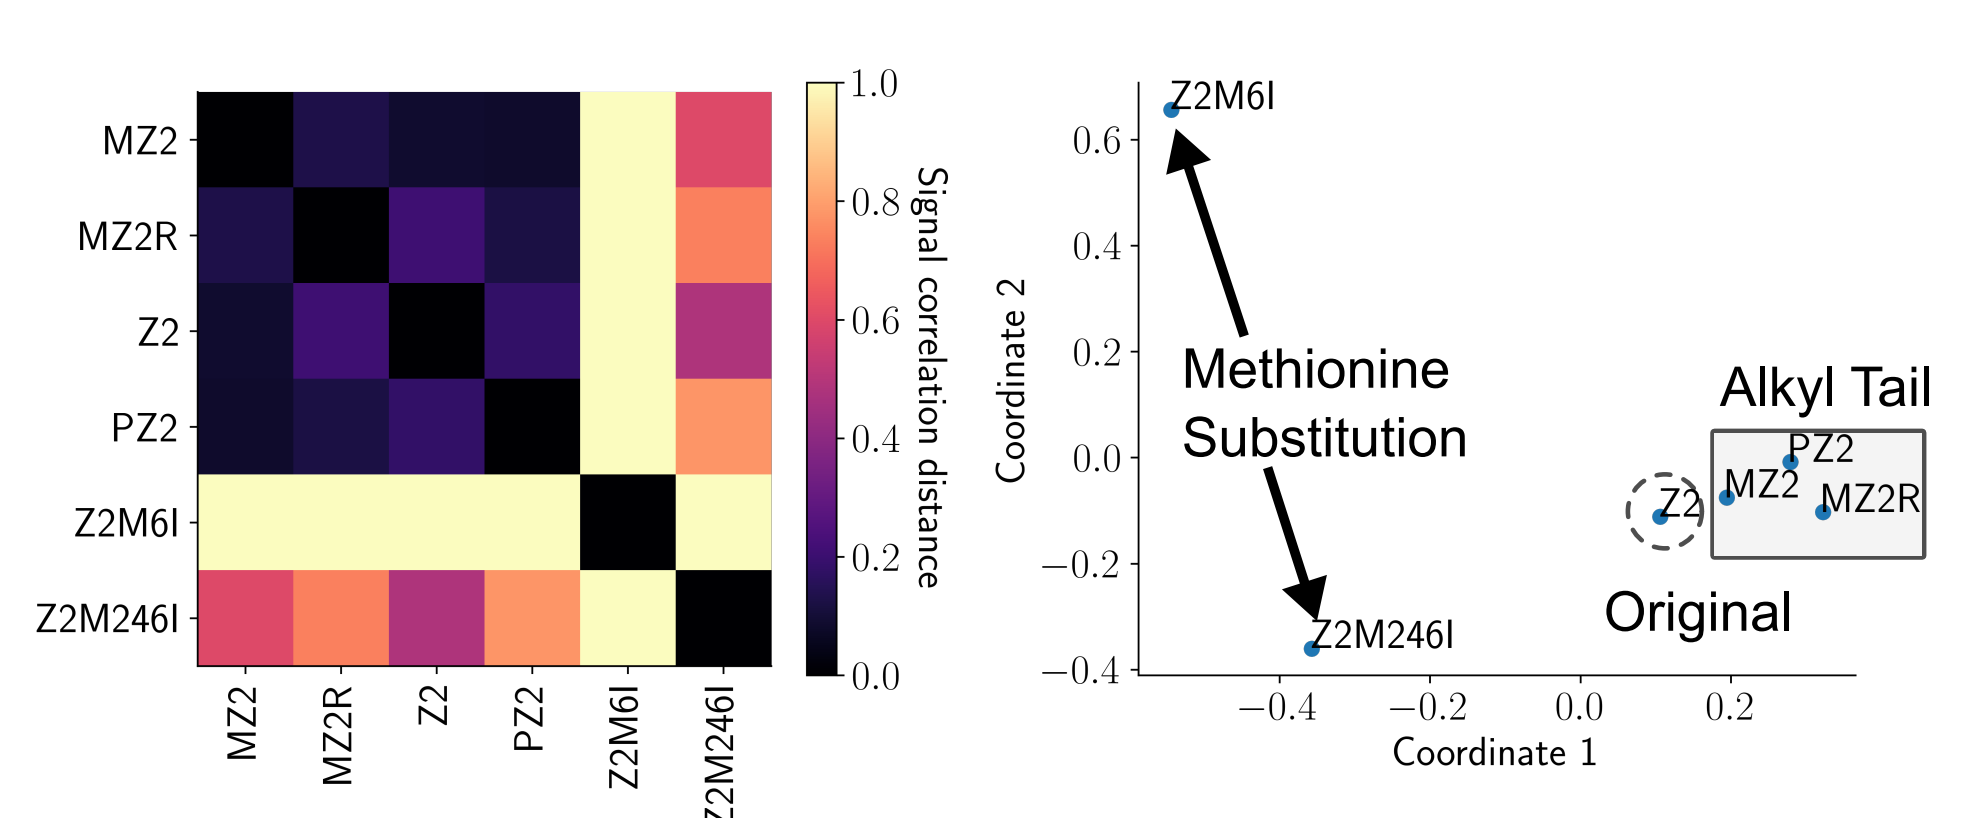 MZ2
MZ2R
Z2
PZ2
Z2M6I
Z2M246I
MZ2
MZ2R
Z2
PZ2
Z2M6I
Z2M246I
1.0
0.8
0.6
0.4
0.2
0.0
Signal correlation distance
Coordinate 2
0.6
0.4
0.2
0.0
−0.2
−0.4
Z2M6I
Methionine
Substitution
Z2M246I
Alkyl Tail
PZ2
MZ2
MZ2R
Z2
Original
−0.4
−0.2
0.0
0.2
Coordinate 1